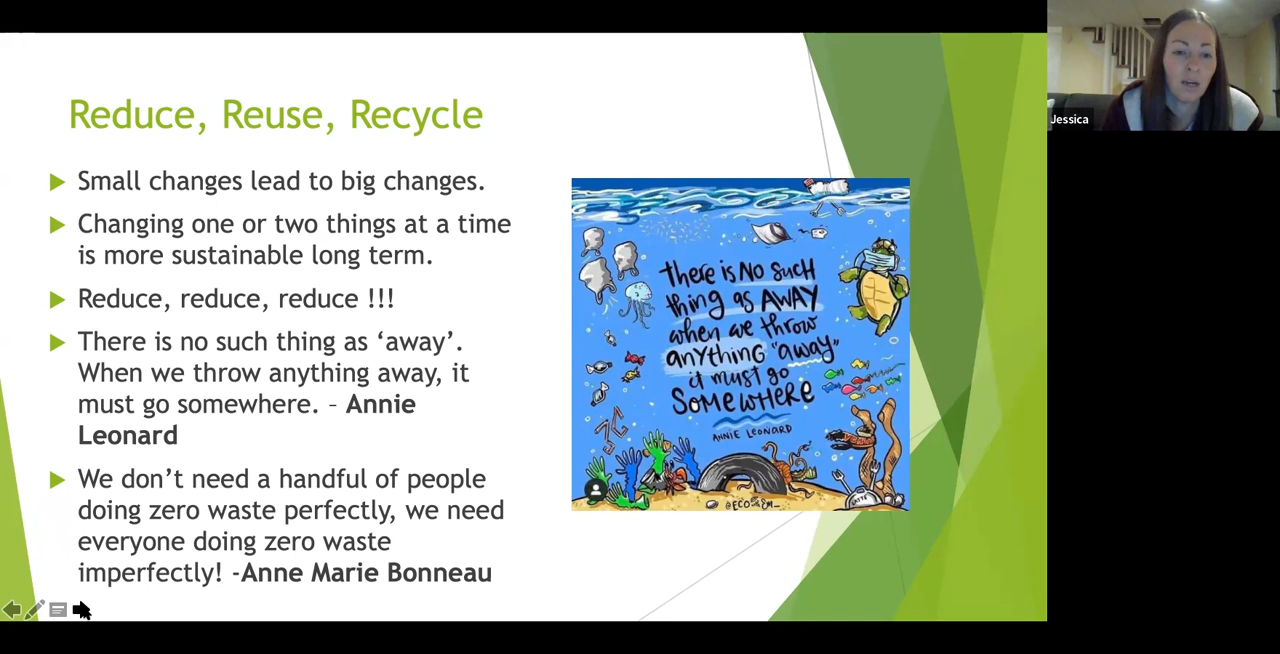 Reduce, Reuse, Recycle
Small changes lead to big changes.
Changing one or two things at a time
is more sustainable long term.
Reduce, reduce, reduce !!!
There is no such thing as ‘away’.
When we throw anything away, it
must go somewhere. – Annie
Leonard
We don’t need a handful of people
doing zero waste perfectly, we need
everyone doing zero waste
imperfectly! -Anne Marie Bonneau
there is NO SUCH
thing as AWAY
when we throw
anything "away"
it must go
SOMEWHERE
ANNIE LEONARD
Jessica